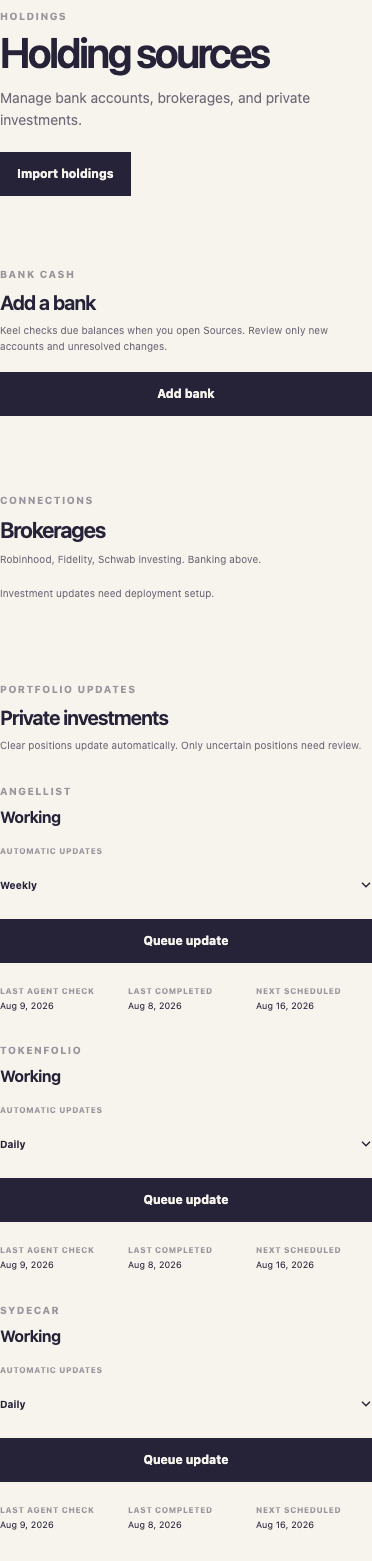 HOLDINGS
Holding sources
Manage bank accounts, brokerages, and private
investments.
Import holdings
BANK CASH
Add a bank
Keel checks due balances when you open Sources. Review only new
accounts and unresolved changes.
Add bank
CONNECTIONS
Brokerages
Robinhood, Fidelity, Schwab investing. Banking above.
Investment updates need deployment setup.
PORTFOLIO UPDATES
Private investments
Clear positions update automatically. Only uncertain positions need review.
ANGELLIST
Working
AUTOMATIC UPDATES
Weekly
Queue update
LAST AGENT CHECK LAST COMPLETED NEXT SCHEDULED
Aug 9, 2026 Aug 8, 2026 Aug 16, 2026
TOKENFOLIO
Working
AUTOMATIC UPDATES
Daily
Queue update
LAST AGENT CHECK LAST COMPLETED NEXT SCHEDULED
Aug 9, 2026 Aug 8, 2026 Aug 16, 2026
SYDECAR
Working
AUTOMATIC UPDATES
Daily
Queue update
LAST AGENT CHECK LAST COMPLETED NEXT SCHEDULED
Aug 9, 2026 Aug 8, 2026 Aug 16, 2026